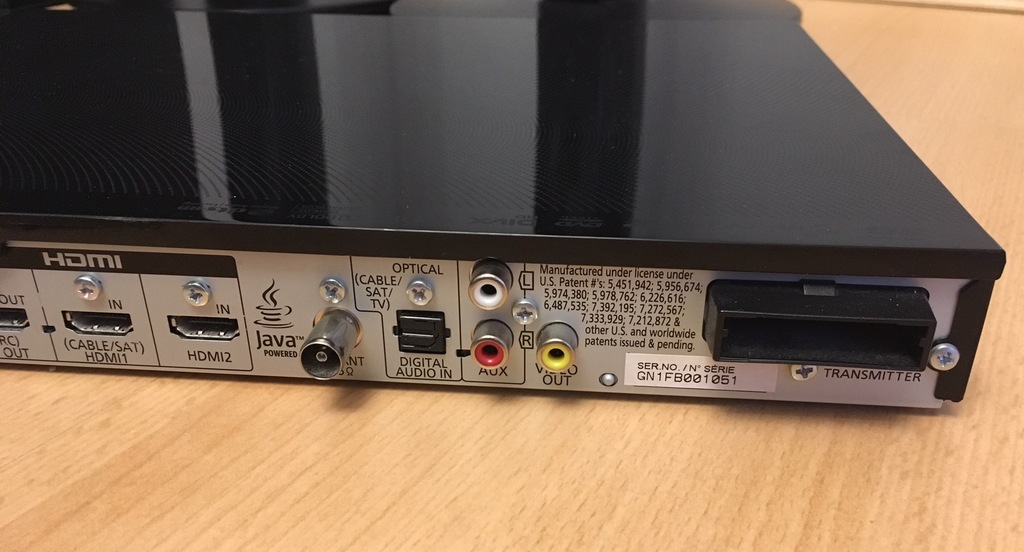 HDMI
OUT
RC)
OUT
IN
(CABLE/SAT)
HDMI1
IN
HDMI2
Java™
POWERED
ANT
Ω
OPTICAL
(CABLE/
SAT/
TV)
DIGITAL
AUDIO IN
L
R
AUX
VIDEO
OUT
Manufactured under license under
U.S. Patent #'s: 5,451,942; 5,956,674;
5,974,380; 5,978,762; 6,226,616;
6,487,535; 7,392,195; 7,272,567;
7,333,929; 7,212,872 &
other U.S. and worldwide
patents issued & pending.
SER.NO. / N° SÉRIE
GN1FB001051
TRANSMITTER